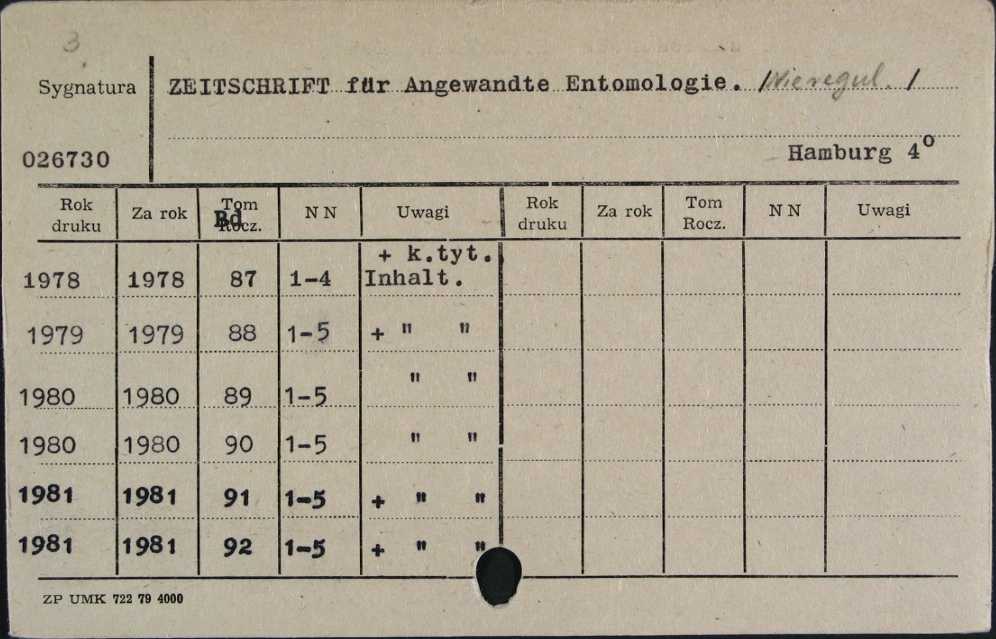 3
Sygnatura ZEITSCHRIFT für Angewandte Entomologie. /Nieregul./
026730 Hamburg 4º
Rok druku Za rok Tom Rocz. Bd N N Uwagi Rok druku Za rok Tom Rocz. N N Uwagi
+ k.tyt.
1978 1978 87 1-4 Inhalt.
1979 1979 88 1-5 + " "
1980 1980 89 1-5 " "
1980 1980 90 1-5 " "
1981 1981 91 1-5 + " "
1981 1981 92 1-5 + " "
ZP UMK 722 79 4000